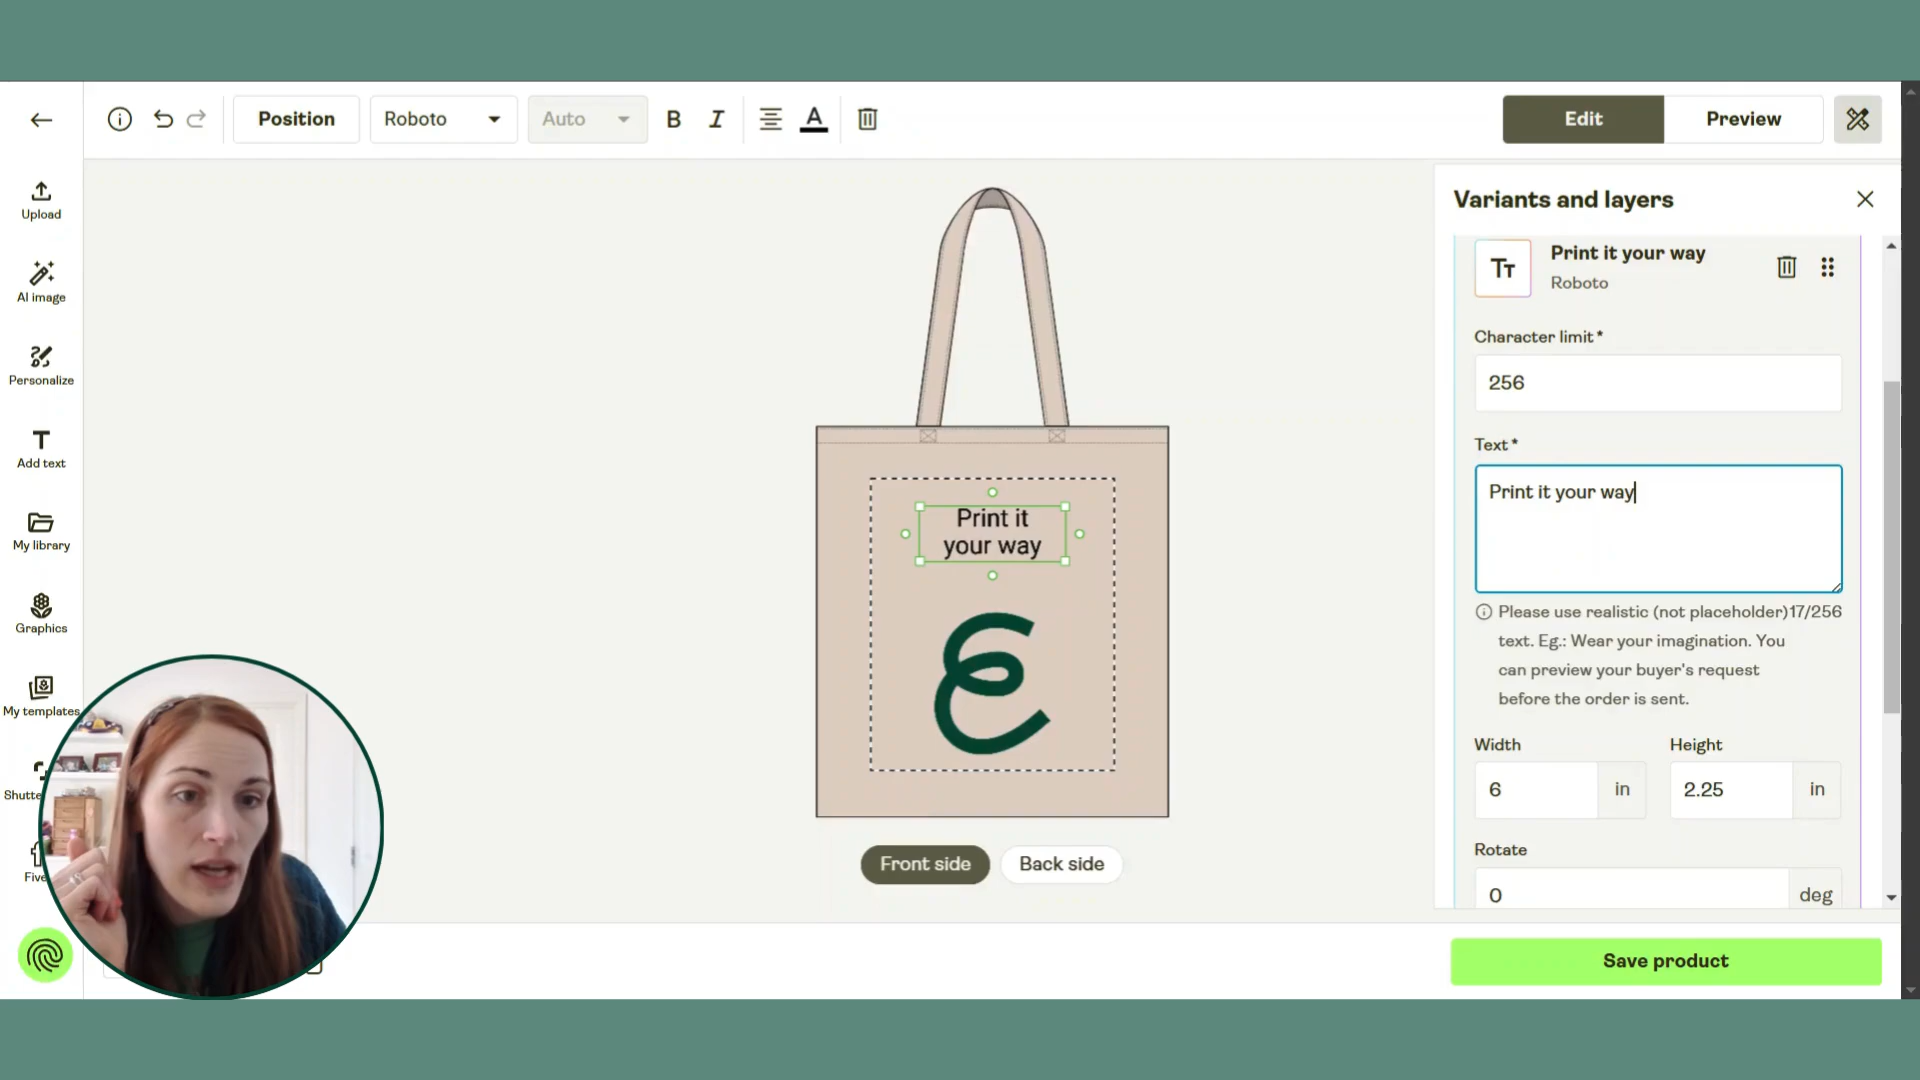 Position
Roboto
Auto
B
I
A
Edit
Preview
Upload
AI image
Personalize
Add text
My library
Graphics
My templates
Shutte
Five
Print it
your way
Front side
Back side
Variants and layers
Print it your way
Roboto
Character limit*
256
Text*
Print it your way
Please use realistic (not placeholder)17/256
text. Eg.: Wear your imagination. You
can preview your buyer's request
before the order is sent.
Width
Height
6 in
2.25 in
Rotate
0 deg
Save product